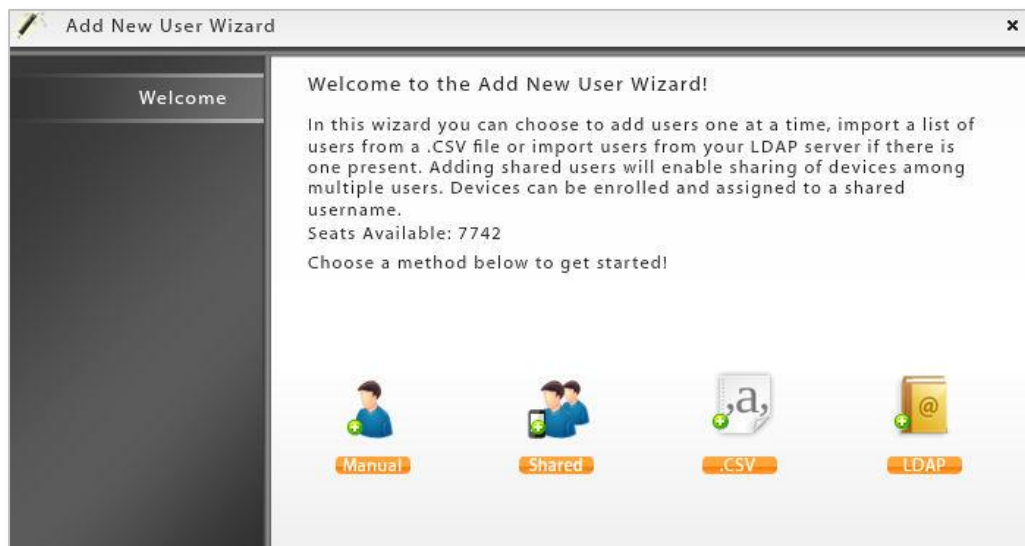 Add New User Wizard
Welcome
Welcome to the Add New User Wizard!
In this wizard you can choose to add users one at a time, import a list of
users from a .CSV file or import users from your LDAP server if there is
one present. Adding shared users will enable sharing of devices among
multiple users. Devices can be enrolled and assigned to a shared
username.
Seats Available: 7742
Choose a method below to get started!
,a,
@
Manual
Shared
.CSV
LDAP